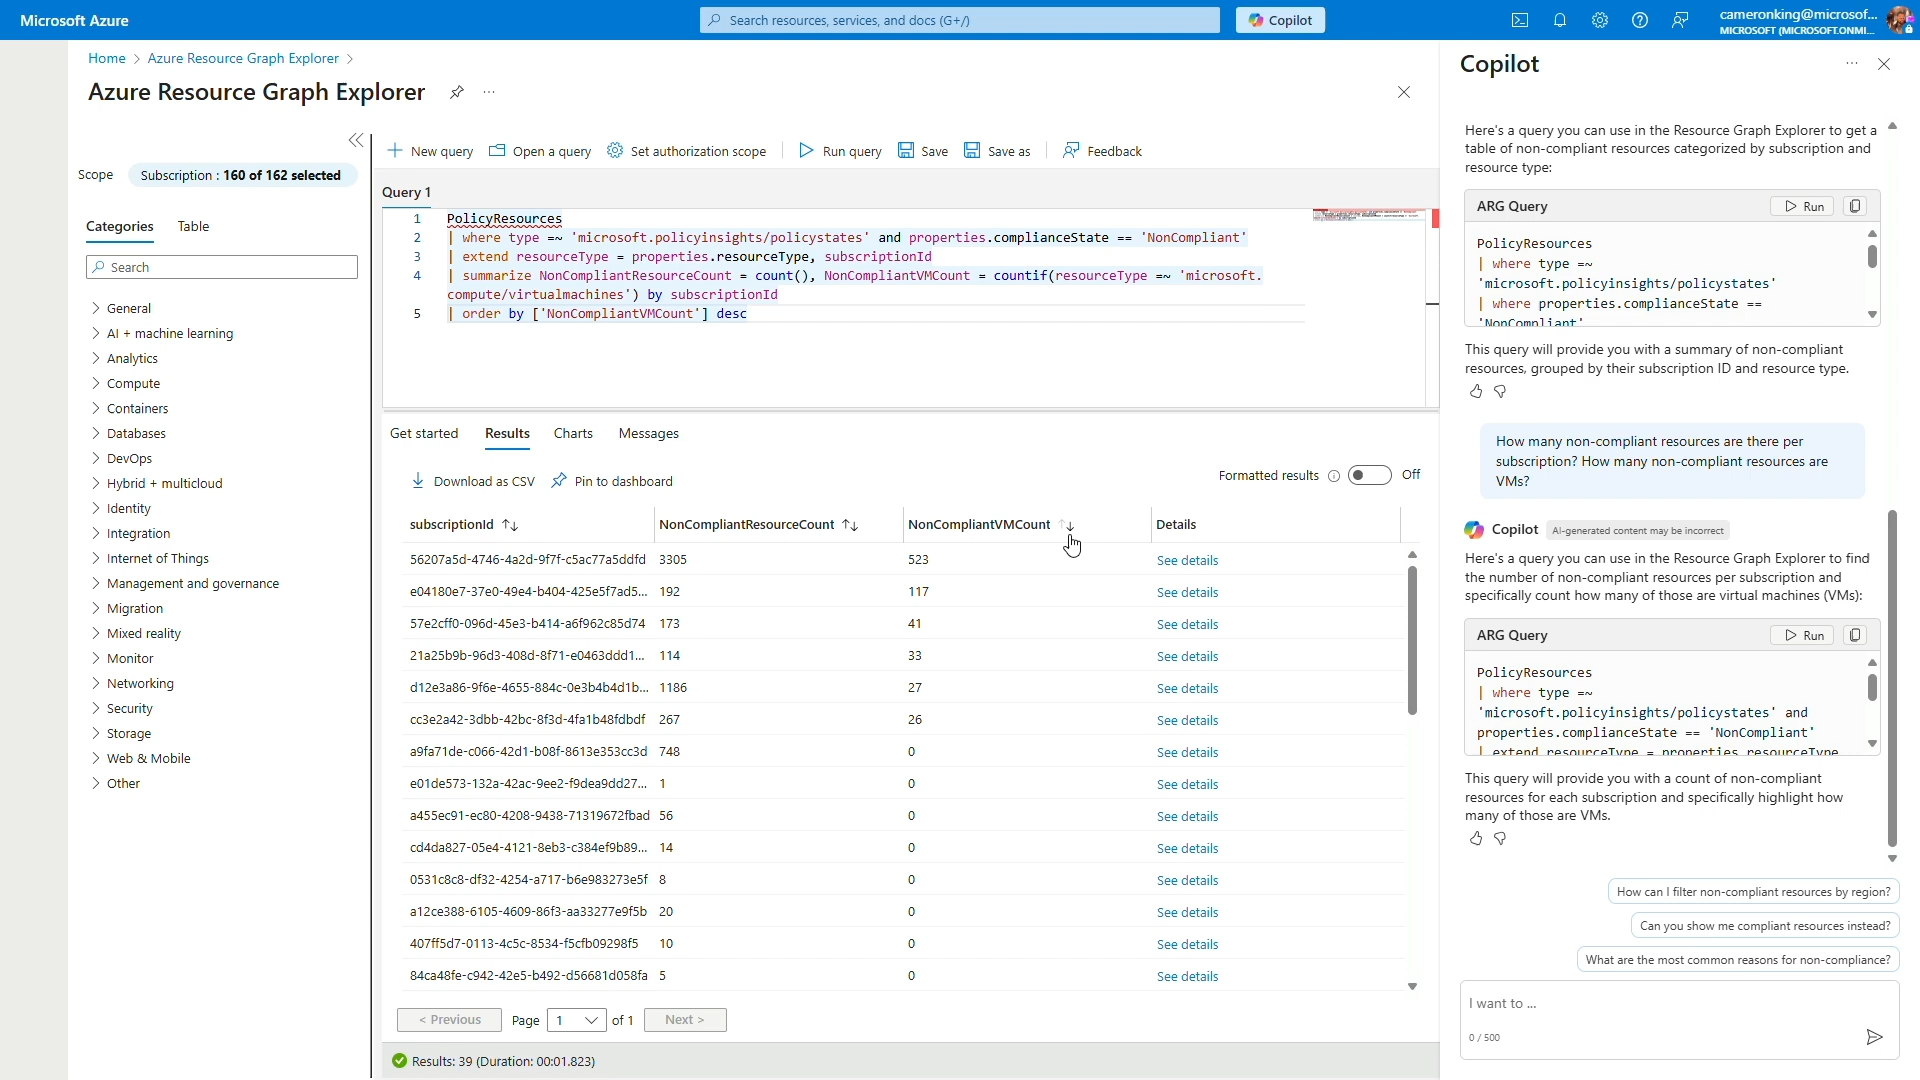 Microsoft Azure
Search resources, services, and docs (G+/)
Copilot
cameronking@microsof...
MICROSOFT (MICROSOFT.ONMI...
Home > Azure Resource Graph Explorer >
Azure Resource Graph Explorer
Scope
Subscription : 160 of 162 selected
Categories
Table
Search
General
AI + machine learning
Analytics
Compute
Containers
Databases
DevOps
Hybrid + multicloud
Identity
Integration
Internet of Things
Management and governance
Migration
Mixed reality
Monitor
Networking
Security
Storage
Web & Mobile
Other
New query
Open a query
Set authorization scope
Run query
Save
Save as
Feedback
Query 1
1 PolicyResources
2 | where type =~ 'microsoft.policyinsights/policystates' and properties.complianceState == 'NonCompliant'
3 | extend resourceType = properties.resourceType, subscriptionId
4 | summarize NonCompliantResourceCount = count(), NonCompliantVMCount = countif(resourceType =~ 'microsoft.
compute/virtualmachines') by subscriptionId
5 | order by ['NonCompliantVMCount'] desc
Get started
Results
Charts
Messages
Download as CSV
Pin to dashboard
Formatted results
Off
subscriptionId NonCompliantResourceCount NonCompliantVMCount Details
56207a5d-4746-4a2d-9f7f-c5ac77a5ddfd 3305 523 See details
e04180e7-37e0-49e4-b404-425e5f7ad5... 192 117 See details
57e2cff0-096d-45e3-b414-a6f962c85d74 173 41 See details
21a25b9b-96d3-408d-8f71-e0463ddd1... 114 33 See details
d12e3a86-9f6e-4655-884c-0e3b4b4d1b... 1186 27 See details
cc3e2a42-3dbb-42bc-8f3d-4fa1b48fdbdf 267 26 See details
a9fa71de-c066-42d1-b08f-8613e353cc3d 748 0 See details
e01de573-132a-42ac-9ee2-f9dea9dd27... 1 0 See details
a455ec91-ec80-4208-9438-71319672fbad 56 0 See details
cd4da827-05e4-4121-8eb3-c384ef9b89... 14 0 See details
0531c8c8-df32-4254-a717-b6e983273e5f 8 0 See details
a12ce388-6105-4609-86f3-aa33277e9f5b 20 0 See details
407ff5d7-0113-4c5c-8534-f5cfb09298f5 10 0 See details
84ca48fe-c942-42e5-b492-d56681d058fa 5 0 See details
< Previous
Page 1 of 1
Next >
Results: 39 (Duration: 00:01.823)
Copilot
Here's a query you can use in the Resource Graph Explorer to get a
table of non-compliant resources categorized by subscription and
resource type:
ARG Query
Run
PolicyResources
| where type =~
'microsoft.policyinsights/policystates'
| where properties.complianceState ==
'NonCompliant'
This query will provide you with a summary of non-compliant
resources, grouped by their subscription ID and resource type.
How many non-compliant resources are there per
subscription? How many non-compliant resources are
VMs?
Copilot
AI-generated content may be incorrect
Here's a query you can use in the Resource Graph Explorer to find
the number of non-compliant resources per subscription and
specifically count how many of those are virtual machines (VMs):
ARG Query
Run
PolicyResources
| where type =~
'microsoft.policyinsights/policystates' and
properties.complianceState == 'NonCompliant'
| extend resourceType = properties.resourceType
This query will provide you with a count of non-compliant
resources for each subscription and specifically highlight how
many of those are VMs.
How can I filter non-compliant resources by region?
Can you show me compliant resources instead?
What are the most common reasons for non-compliance?
I want to ...
0 / 500